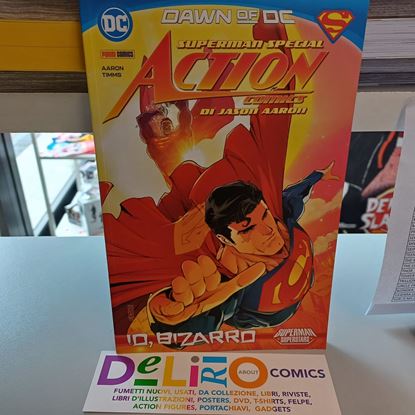 DC
DAWN OF DC
S
PANINI COMICS
AARON
TIMMS
SUPERMAN SPECIAL
ACTION
COMICS
DI JASON AARON
IO, BIZARRO
SUPERMAN
SUPERSTARS
DeLiRiO ABOUT COMICS
FUMETTI NUOVI, USATI, DA COLLEZIONE, LIBRI, RIVISTE,
LIBRI D'ILLUSTRAZIONI, POSTERS, DVD, T-SHIRTS, FELPE,
ACTION FIGURES, PORTACHIAVI, GADGETS